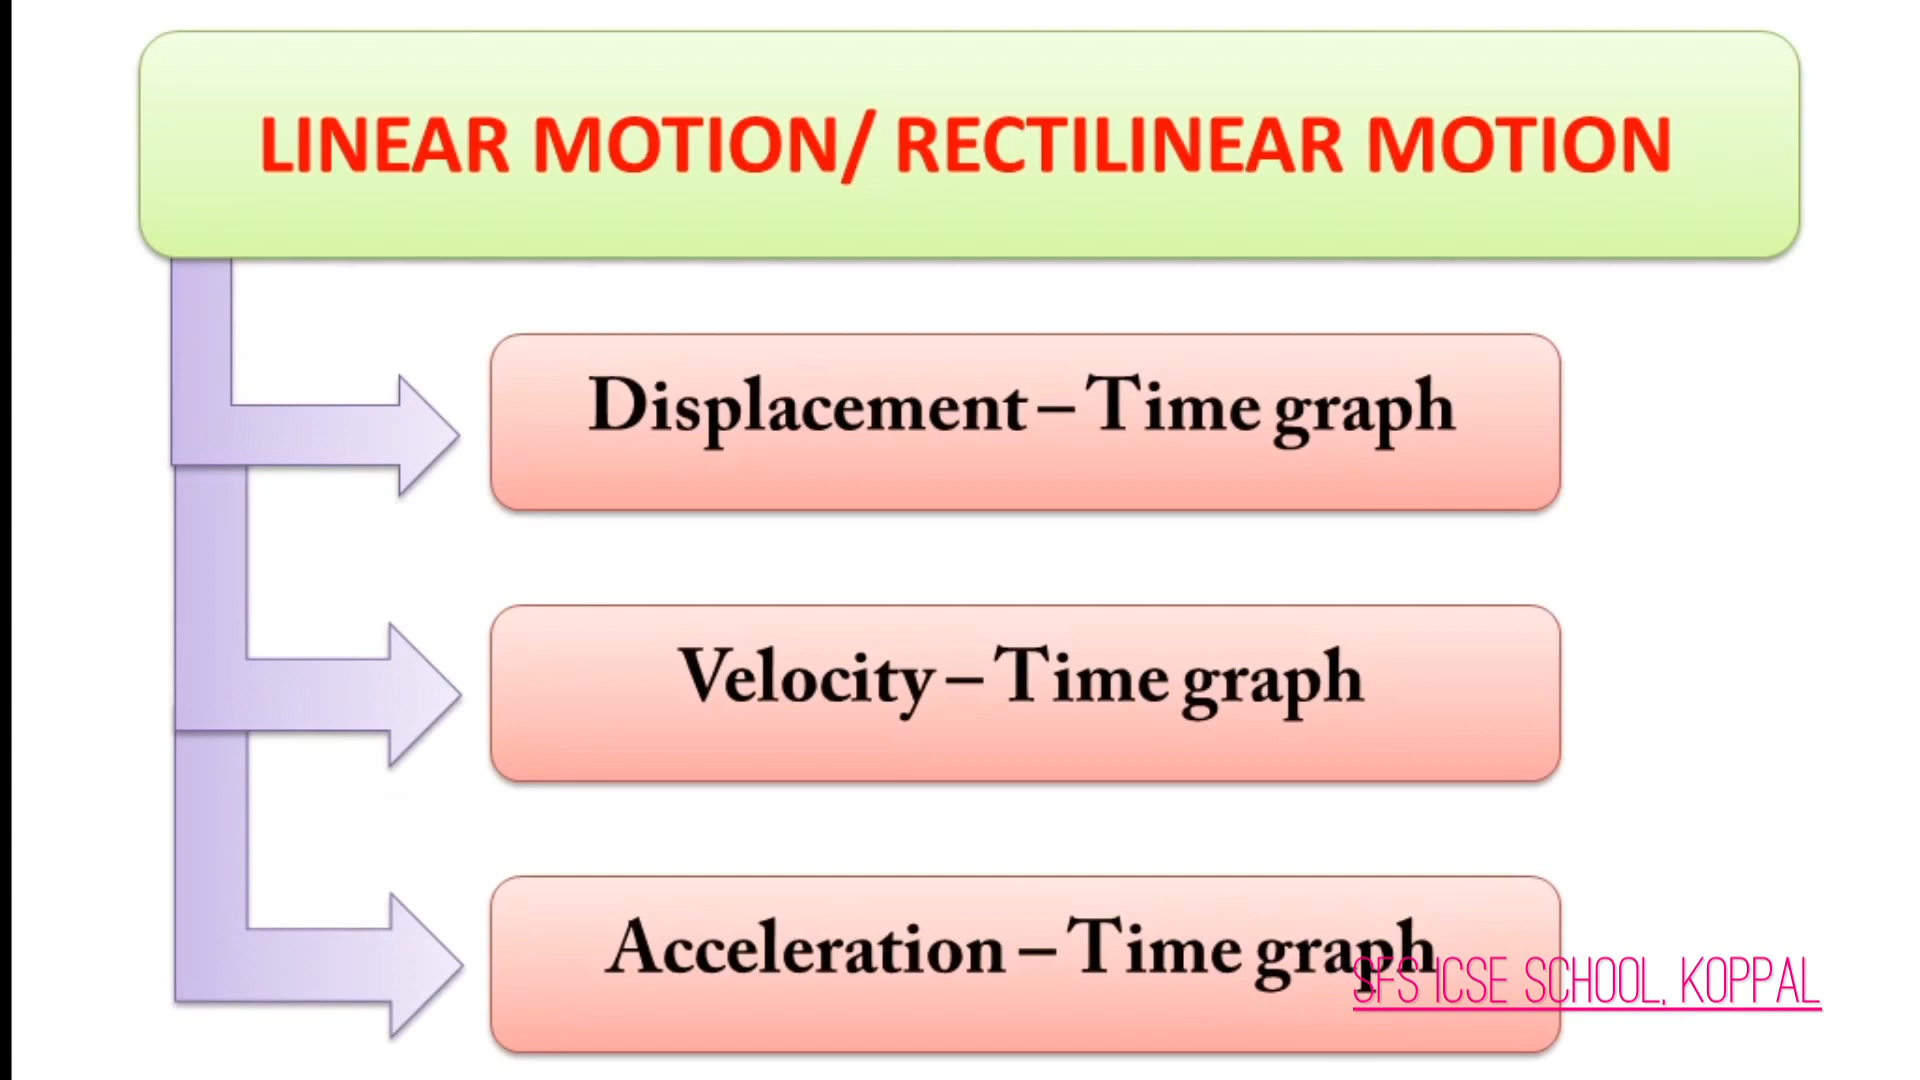 LINEAR MOTION/ RECTILINEAR MOTION
Displacement – Time graph
Velocity – Time graph
Acceleration – Time graph
SFS ICSE SCHOOL, KOPPAL